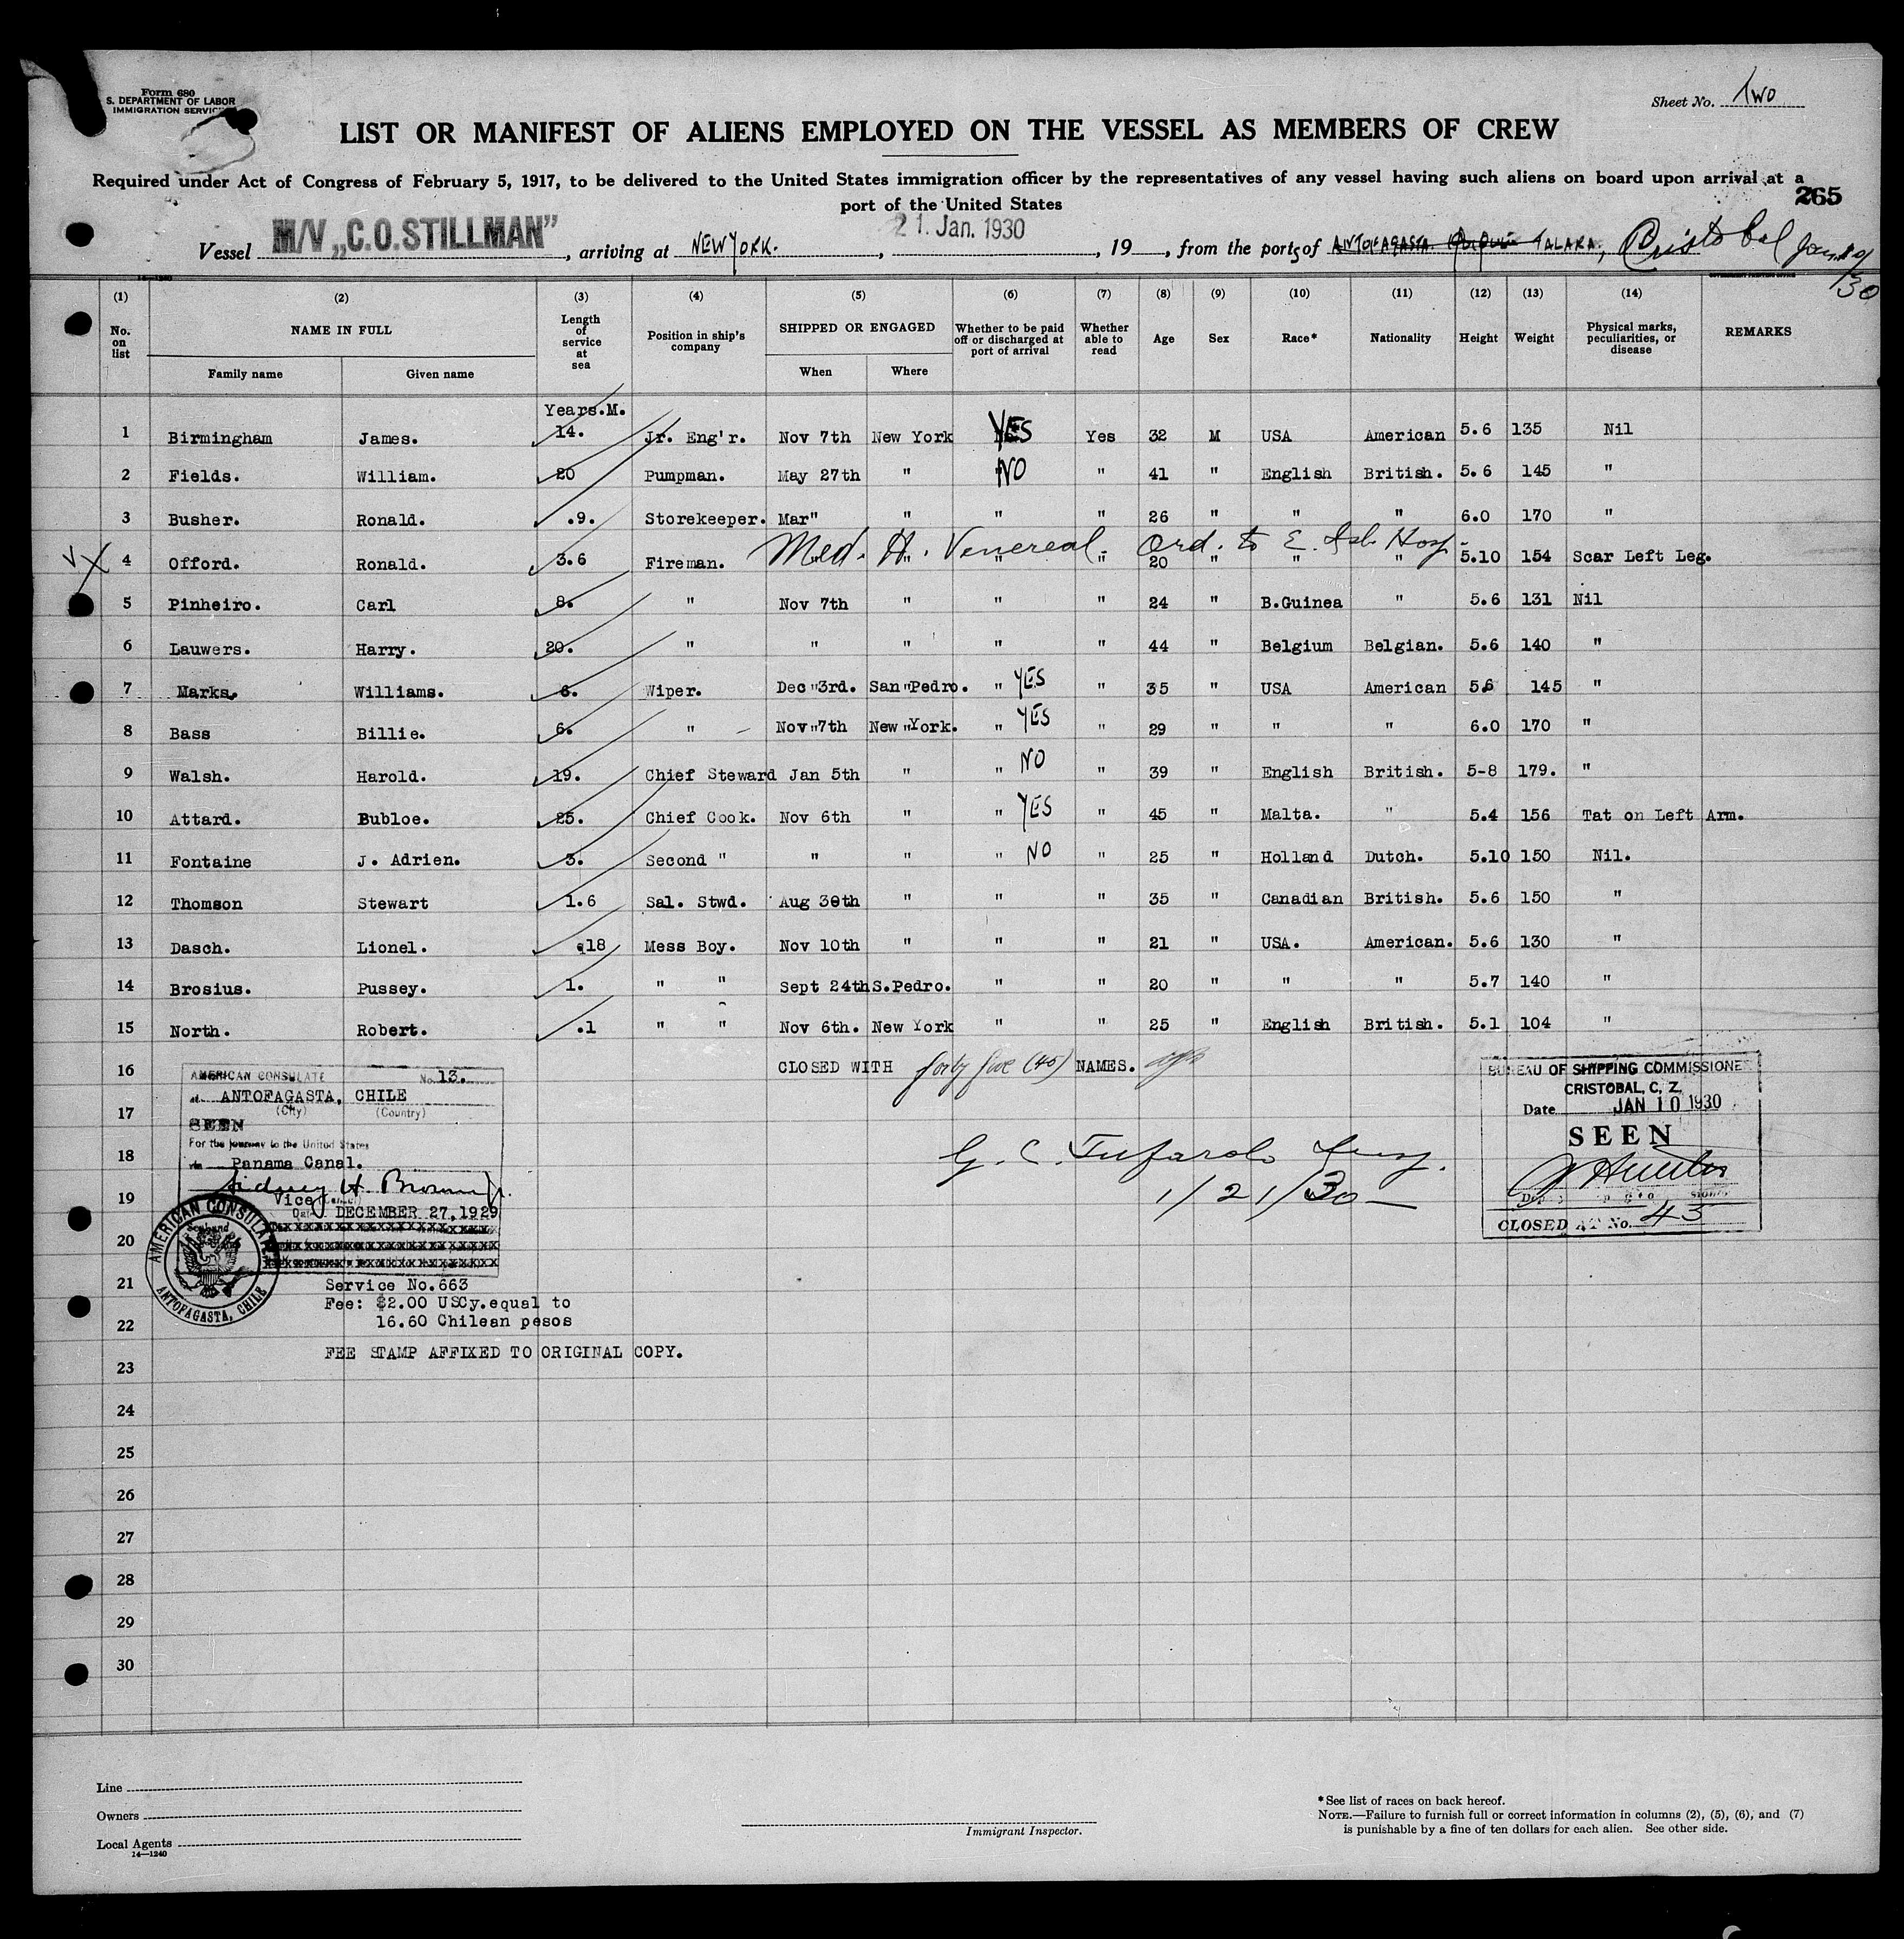 Form 680
S. DEPARTMENT OF LABOR
IMMIGRATION SERVICE
Sheet No. Two
LIST OR MANIFEST OF ALIENS EMPLOYED ON THE VESSEL AS MEMBERS OF CREW
Required under Act of Congress of February 5, 1917, to be delivered to the United States immigration officer by the representatives of any vessel having such aliens on board upon arrival at a
port of the United States
265
Vessel M/V „C.O.STILLMAN”, arriving at NEW YORK., 21. Jan. 1930, 19 , from the ports of ANTOFAGASTA. TALARA, Cristobal Jan. 10/30
(1) (2) (3) (4) (5) (6) (7) (8) (9) (10) (11) (12) (13) (14)
No. on list NAME IN FULL Length of service at sea Position in ship's company SHIPPED OR ENGAGED Whether to be paid off or discharged at port of arrival Whether able to read Age Sex Race* Nationality Height Weight Physical marks, peculiarities, or disease REMARKS
Family name Given name When Where
Years.M.
1 Birmingham James. 14. Jr. Eng'r. Nov 7th New York YES Yes 32 M USA American 5.6 135 Nil
2 Fields. William. 20 Pumpman. May 27th " NO " 41 " English British. 5.6 145 "
3 Busher. Ronald. .9. Storekeeper. Mar" " " " 26 " " " 6.0 170 "
Med. H. Venereal. Ord. to E. Isl. Hosp.
4 Offord. Ronald. 3.6 Fireman. " " " " 20 " " " 5.10 154 Scar Left Leg.
5 Pinheiro. Carl 8. " Nov 7th " " " 24 " B.Guinea " 5.6 131 Nil
6 Lauwers. Harry. 20. " " " " " 44 " Belgium Belgian. 5.6 140 "
7 Marks. Williams. 6. Wiper. Dec"3rd. San"Pedro. " YES " 35 " USA American 5.6 145 "
8 Bass Billie. 6. " Nov"7th New "York. " YES " 29 " " " 6.0 170 "
9 Walsh. Harold. 19. Chief Steward Jan 5th " " NO " 39 " English British. 5-8 179. "
10 Attard. Bubloe. 25. Chief Cook. Nov 6th " " YES " 45 " Malta. " 5.4 156 Tat on Left Arm.
11 Fontaine J. Adrien. 3. Second " " " " NO " 25 " Holland Dutch. 5.10 150 Nil.
12 Thomson Stewart 1.6 Sal. Stwd. Aug 30th " " " 35 " Canadian British. 5.6 150 "
13 Dasch. Lionel. .18 Mess Boy. Nov 10th " " " 21 " USA. American. 5.6 130 "
14 Brosius. Pussey. 1. " " Sept 24th S.Pedro. " " 20 " " " 5.7 140 "
15 North. Robert. .1 " " Nov 6th. New York " " 25 " English British. 5.1 104 "
16 CLOSED WITH forty five (45) NAMES.
17
18
19
20
21
22
23
24
25
26
27
28
29
30
AMERICAN CONSULATE No. 13.
at ANTOFAGASTA, CHILE
(City) (Country)
SEEN
For the journey to the United States
via Panama Canal.
Sidney H. Brown Jr.
Vice
Date DECEMBER 27, 1929
AMERICAN CONSULATE
ANTOFAGASTA, CHILE
Service No.663
Fee: $2.00 USCy.equal to
16.60 Chilean pesos
FEE STAMP AFFIXED TO ORIGINAL COPY.
1/21/30
BUREAU OF SHIPPING COMMISSIONER
CRISTOBAL, C. Z.
Date JAN 10 1930
SEEN
CLOSED AT No. 45
Line
Owners
Local Agents
14—1240
Immigrant Inspector.
*See list of races on back hereof.
NOTE.—Failure to furnish full or correct information in columns (2), (5), (6), and (7)
is punishable by a fine of ten dollars for each alien. See other side.